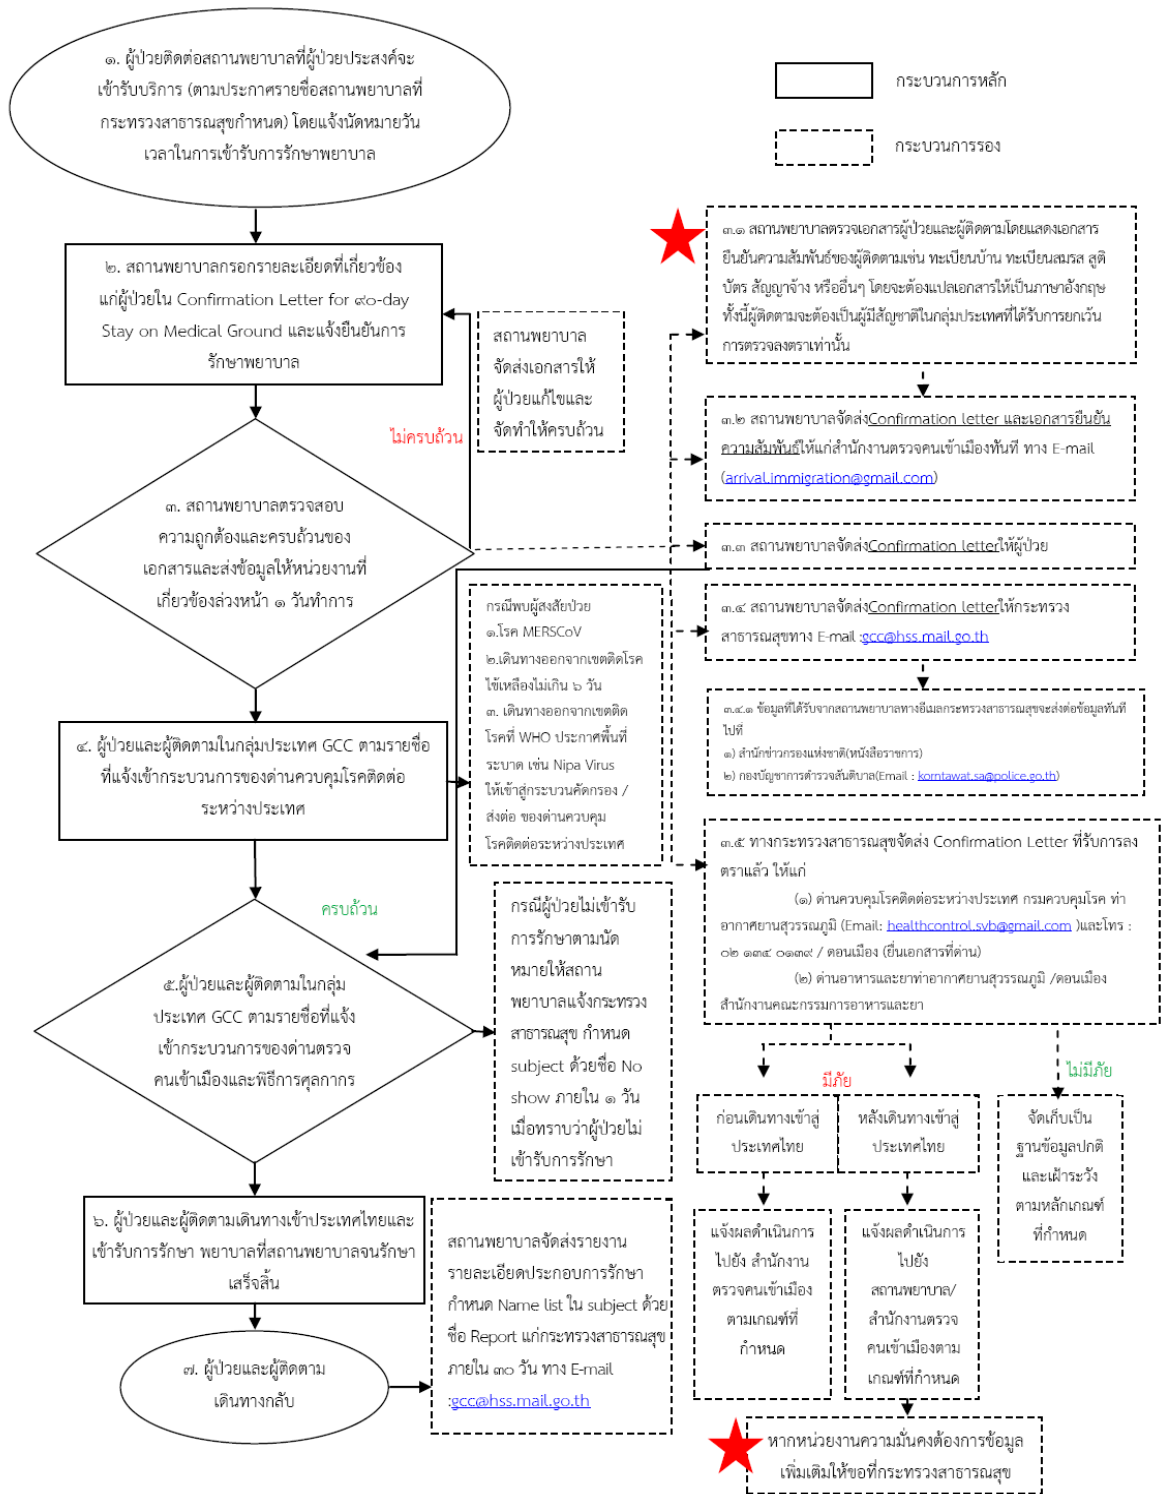 ๑. ผู้ป่วยติดต่อสถานพยาบาลที่ผู้ป่วยประสงค์จะ
เข้ารับบริการ (ตามประกาศรายชื่อสถานพยาบาลที่
กระทรวงสาธารณสุขกำหนด) โดยแจ้งนัดหมายวัน
เวลาในการเข้ารับการรักษาพยาบาล
กระบวนการหลัก
กระบวนการรอง
๒. สถานพยาบาลกรอกรายละเอียดที่เกี่ยวข้อง
แก่ผู้ป่วยใน Confirmation Letter for ๙๐-day
Stay on Medical Ground และแจ้งยืนยันการ
รักษาพยาบาล
สถานพยาบาล
จัดส่งเอกสารให้
ผู้ป่วยแก้ไขและ
จัดทำให้ครบถ้วน
ไม่ครบถ้วน
๓. สถานพยาบาลตรวจสอบ
ความถูกต้องและครบถ้วนของ
เอกสารและส่งข้อมูลให้หน่วยงานที่
เกี่ยวข้องล่วงหน้า ๑ วันทำการ
๓.๑ สถานพยาบาลตรวจเอกสารผู้ป่วยและผู้ติดตามโดยแสดงเอกสาร
ยืนยันความสัมพันธ์ของผู้ติดตามเช่น ทะเบียนบ้าน ทะเบียนสมรส สูติ
บัตร สัญญาจ้าง หรืออื่นๆ โดยจะต้องแปลเอกสารให้เป็นภาษาอังกฤษ
ทั้งนี้ผู้ติดตามจะต้องเป็นผู้มีสัญชาติในกลุ่มประเทศที่ได้รับการยกเว้น
การตรวจลงตราเท่านั้น
๓.๒ สถานพยาบาลจัดส่งConfirmation letter และเอกสารยืนยัน
ความสัมพันธ์ให้แก่สำนักงานตรวจคนเข้าเมืองทันที ทาง E-mail
(arrival.immigration@gmail.com)
๓.๓ สถานพยาบาลจัดส่งConfirmation letterให้ผู้ป่วย
๓.๔ สถานพยาบาลจัดส่งConfirmation letterให้กระทรวง
สาธารณสุขทาง E-mail :gcc@hss.mail.go.th
๓.๔.๑ ข้อมูลที่ได้รับจากสถานพยาบาลทางอีเมลกระทรวงสาธารณสุขจะส่งต่อข้อมูลทันที
ไปที่
๑) สำนักข่าวกรองแห่งชาติ(หนังสือราชการ)
๒) กองบัญชาการตำรวจสันติบาล(Email : korntawat.sa@police.go.th)
กรณีพบผู้สงสัยป่วย
๑.โรค MERSCoV
๒.เดินทางออกจากเขตติดโรค
ไข้เหลืองไม่เกิน ๖ วัน
๓. เดินทางออกจากเขตติด
โรคที่ WHO ประกาศพื้นที่
ระบาด เช่น Nipa Virus
ให้เข้าสู่กระบวนคัดกรอง /
ส่งต่อ ของด่านควบคุม
โรคติดต่อระหว่างประเทศ
๔. ผู้ป่วยและผู้ติดตามในกลุ่มประเทศ GCC ตามรายชื่อ
ที่แจ้งเข้ากระบวนการของด่านควบคุมโรคติดต่อ
ระหว่างประเทศ
๓.๕ ทางกระทรวงสาธารณสุขจัดส่ง Confirmation Letter ที่รับการลง
ตราแล้ว ให้แก่
(๑) ด่านควบคุมโรคติดต่อระหว่างประเทศ กรมควบคุมโรค ท่า
อากาศยานสุวรรณภูมิ (Email: healthcontrol.svb@gmail.com )และโทร :
๐๒ ๑๓๔ ๐๑๓๙ / ดอนเมือง (ยื่นเอกสารที่ด่าน)
(๒) ด่านอาหารและยาท่าอากาศยานสุวรรณภูมิ /ดอนเมือง
สำนักงานคณะกรรมการอาหารและยา
ครบถ้วน
๕.ผู้ป่วยและผู้ติดตามในกลุ่ม
ประเทศ GCC ตามรายชื่อที่แจ้ง
เข้ากระบวนการของด่านตรวจ
คนเข้าเมืองและพิธีการศุลกากร
กรณีผู้ป่วยไม่เข้ารับ
การรักษาตามนัด
หมายให้สถาน
พยาบาลแจ้งกระทรวง
สาธารณสุข กำหนด
subject ด้วยชื่อ No
show ภายใน ๑ วัน
เมื่อทราบว่าผู้ป่วยไม่
เข้ารับการรักษา
มีภัย
ไม่มีภัย
ก่อนเดินทางเข้าสู่
ประเทศไทย
หลังเดินทางเข้าสู่
ประเทศไทย
จัดเก็บเป็น
ฐานข้อมูลปกติ
และเฝ้าระวัง
ตามหลักเกณฑ์
ที่กำหนด
แจ้งผลดำเนินการ
ไปยัง สำนักงาน
ตรวจคนเข้าเมือง
ตามเกณฑ์ที่
กำหนด
แจ้งผลดำเนินการ
ไปยัง
สถานพยาบาล/
สำนักงานตรวจ
คนเข้าเมืองตาม
เกณฑ์ที่กำหนด
๖. ผู้ป่วยและผู้ติดตามเดินทางเข้าประเทศไทยและ
เข้ารับการรักษา พยาบาลที่สถานพยาบาลจนรักษา
เสร็จสิ้น
สถานพยาบาลจัดส่งรายงาน
รายละเอียดประกอบการรักษา
กำหนด Name list ใน subject ด้วย
ชื่อ Report แก่กระทรวงสาธารณสุข
ภายใน ๓๐ วัน ทาง E-mail
:gcc@hss.mail.go.th
๗. ผู้ป่วยและผู้ติดตาม
เดินทางกลับ
หากหน่วยงานความมั่นคงต้องการข้อมูล
เพิ่มเติมให้ขอที่กระทรวงสาธารณสุข